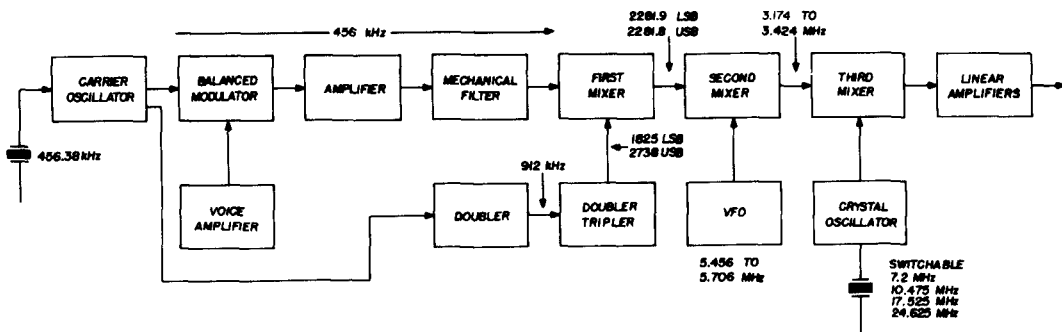 456 kHz
2281.9 LSB
2281.8 USB
3.174 TO
3.424 MHz
CARRIER
OSCILLATOR
BALANCED
MODULATOR
AMPLIFIER
MECHANICAL
FILTER
FIRST
MIXER
SECOND
MIXER
THIRD
MIXER
LINEAR
AMPLIFIERS
456.38 kHz
1825 LSB
2738 USB
912 kHz
VOICE
AMPLIFIER
DOUBLER
DOUBLER
TRIPLER
VFO
CRYSTAL
OSCILLATOR
5.456 TO
5.706 MHz
SWITCHABLE
7.2 MHz
10.475 MHz
17.525 MHz
24.625 MHz